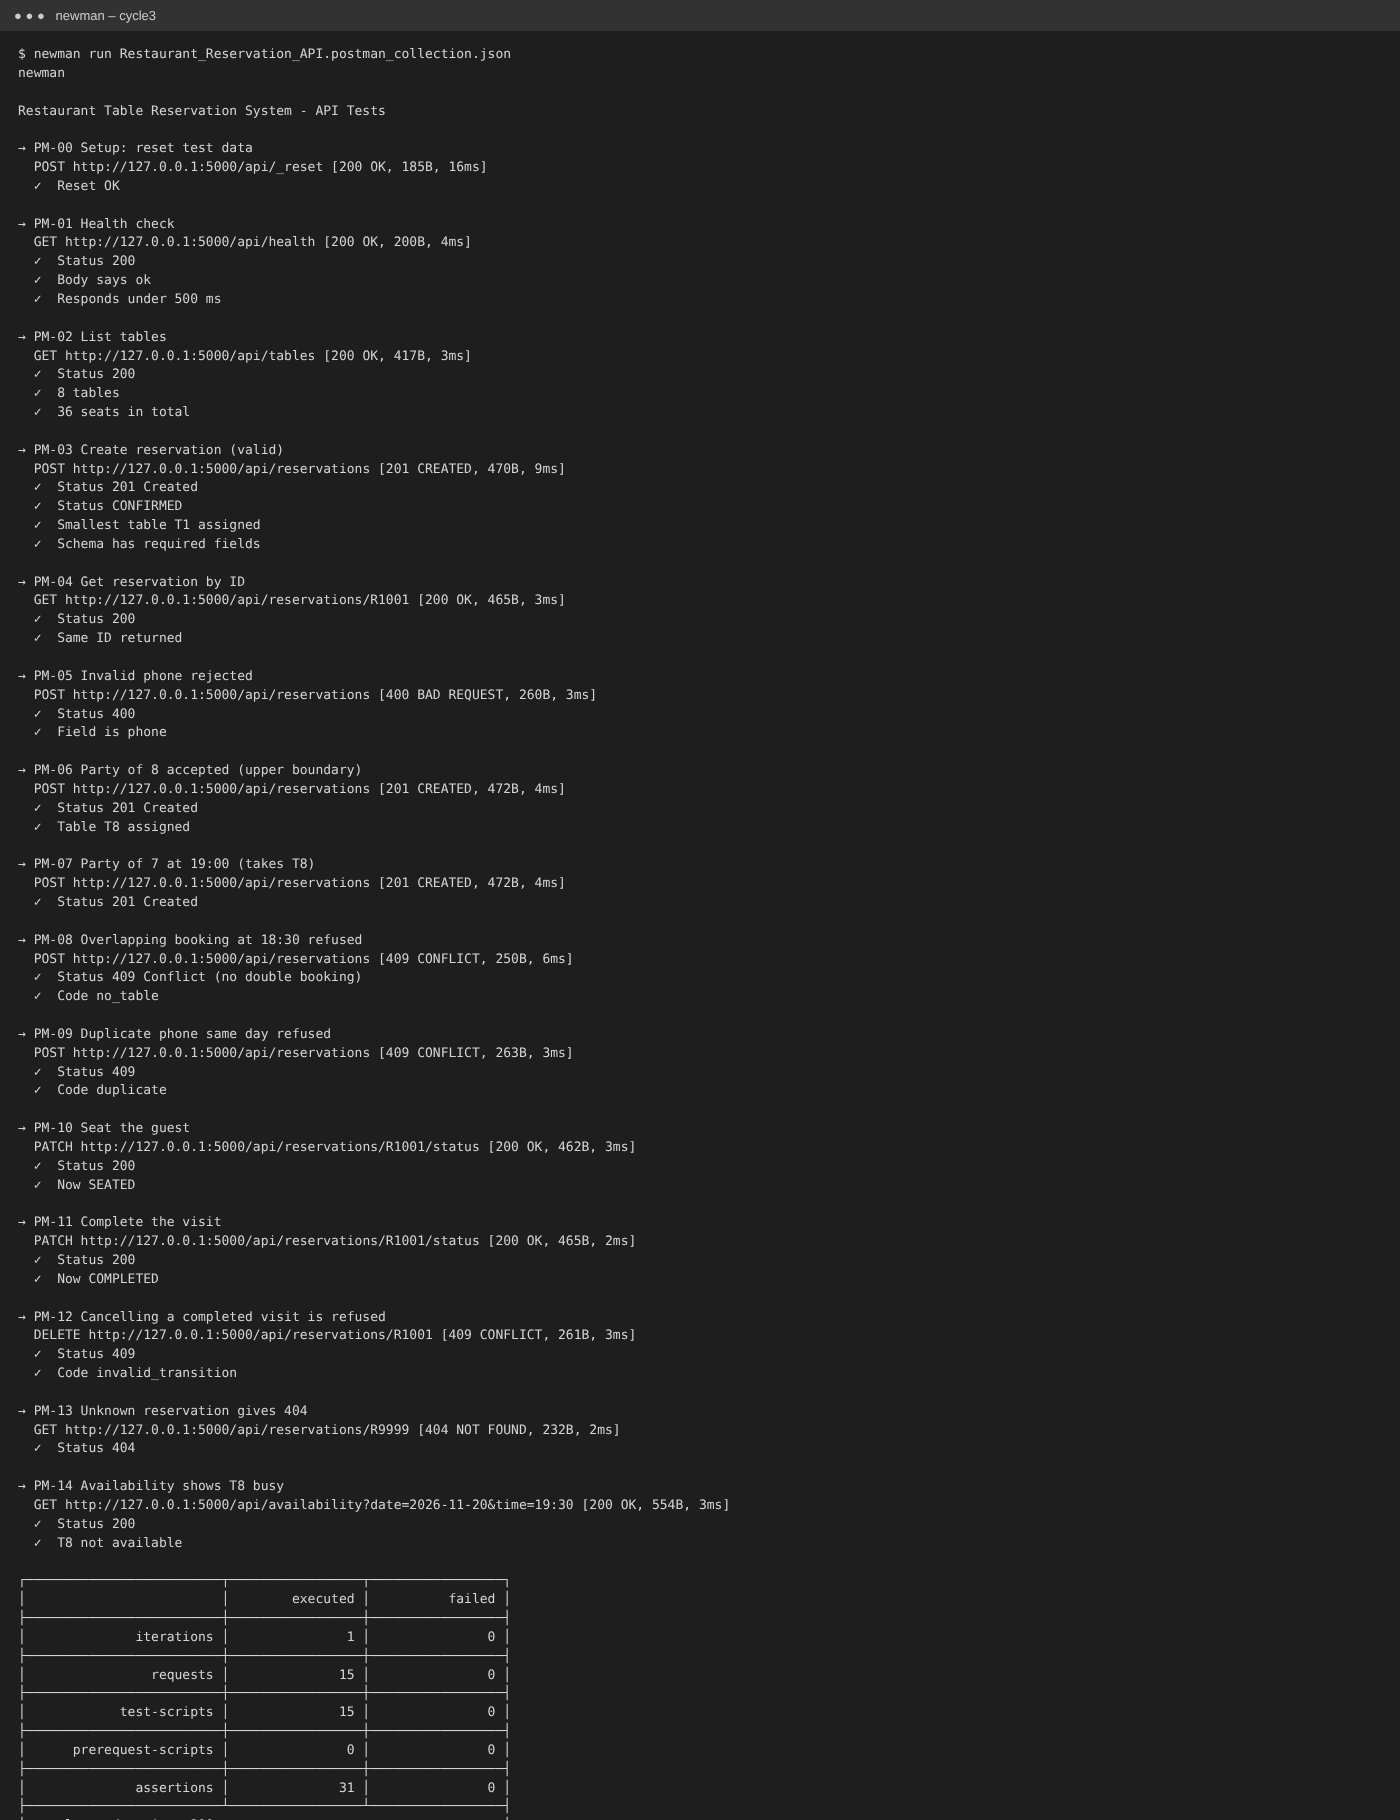 newman – cycle3
$ newman run Restaurant_Reservation_API.postman_collection.json
newman
Restaurant Table Reservation System - API Tests
→ PM-00 Setup: reset test data
POST http://127.0.0.1:5000/api/_reset [200 OK, 185B, 16ms]
✓ Reset OK
→ PM-01 Health check
GET http://127.0.0.1:5000/api/health [200 OK, 200B, 4ms]
✓ Status 200
✓ Body says ok
✓ Responds under 500 ms
→ PM-02 List tables
GET http://127.0.0.1:5000/api/tables [200 OK, 417B, 3ms]
✓ Status 200
✓ 8 tables
✓ 36 seats in total
→ PM-03 Create reservation (valid)
POST http://127.0.0.1:5000/api/reservations [201 CREATED, 470B, 9ms]
✓ Status 201 Created
✓ Status CONFIRMED
✓ Smallest table T1 assigned
✓ Schema has required fields
→ PM-04 Get reservation by ID
GET http://127.0.0.1:5000/api/reservations/R1001 [200 OK, 465B, 3ms]
✓ Status 200
✓ Same ID returned
→ PM-05 Invalid phone rejected
POST http://127.0.0.1:5000/api/reservations [400 BAD REQUEST, 260B, 3ms]
✓ Status 400
✓ Field is phone
→ PM-06 Party of 8 accepted (upper boundary)
POST http://127.0.0.1:5000/api/reservations [201 CREATED, 472B, 4ms]
✓ Status 201 Created
✓ Table T8 assigned
→ PM-07 Party of 7 at 19:00 (takes T8)
POST http://127.0.0.1:5000/api/reservations [201 CREATED, 472B, 4ms]
✓ Status 201 Created
→ PM-08 Overlapping booking at 18:30 refused
POST http://127.0.0.1:5000/api/reservations [409 CONFLICT, 250B, 6ms]
✓ Status 409 Conflict (no double booking)
✓ Code no_table
→ PM-09 Duplicate phone same day refused
POST http://127.0.0.1:5000/api/reservations [409 CONFLICT, 263B, 3ms]
✓ Status 409
✓ Code duplicate
→ PM-10 Seat the guest
PATCH http://127.0.0.1:5000/api/reservations/R1001/status [200 OK, 462B, 3ms]
✓ Status 200
✓ Now SEATED
→ PM-11 Complete the visit
PATCH http://127.0.0.1:5000/api/reservations/R1001/status [200 OK, 465B, 2ms]
✓ Status 200
✓ Now COMPLETED
→ PM-12 Cancelling a completed visit is refused
DELETE http://127.0.0.1:5000/api/reservations/R1001 [409 CONFLICT, 261B, 3ms]
✓ Status 409
✓ Code invalid_transition
→ PM-13 Unknown reservation gives 404
GET http://127.0.0.1:5000/api/reservations/R9999 [404 NOT FOUND, 232B, 2ms]
✓ Status 404
→ PM-14 Availability shows T8 busy
GET http://127.0.0.1:5000/api/availability?date=2026-11-20&time=19:30 [200 OK, 554B, 3ms]
✓ Status 200
✓ T8 not available
executed failed
iterations 1 0
requests 15 0
test-scripts 15 0
prerequest-scripts 0 0
assertions 31 0